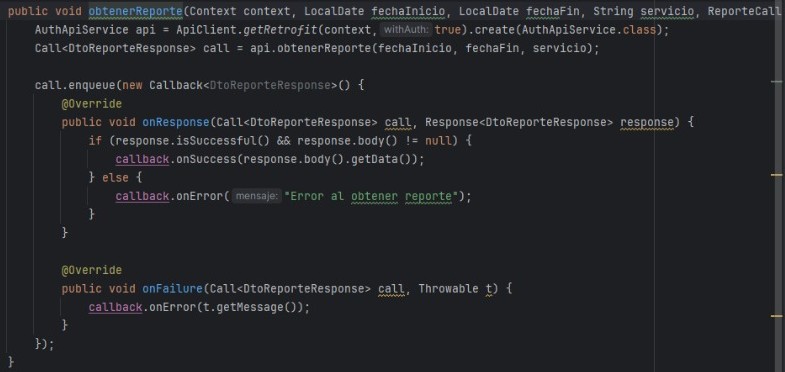 public void obtenerReporte(Context context, LocalDate fechaInicio, LocalDate fechaFin, String servicio, ReporteCall
AuthApiService api = ApiClient.getRetrofit(context, withAuth: true).create(AuthApiService.class);
Call<DtoReporteResponse> call = api.obtenerReporte(fechaInicio, fechaFin, servicio);
call.enqueue(new Callback<DtoReporteResponse>() {
@Override
public void onResponse(Call<DtoReporteResponse> call, Response<DtoReporteResponse> response) {
if (response.isSuccessful() && response.body() != null) {
callback.onSuccess(response.body().getData());
} else {
callback.onError( mensaje: "Error al obtener reporte");
}
}
@Override
public void onFailure(Call<DtoReporteResponse> call, Throwable t) {
callback.onError(t.getMessage());
}
});
}